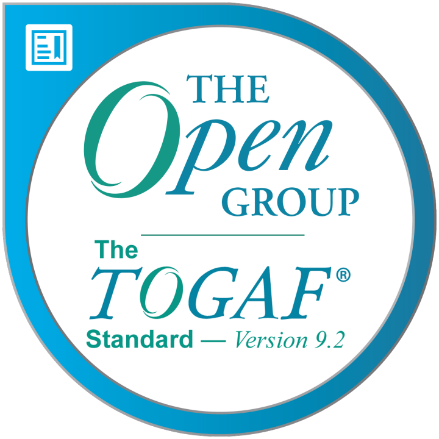 THE
Open
GROUP
The
TOGAF®
Standard — Version 9.2